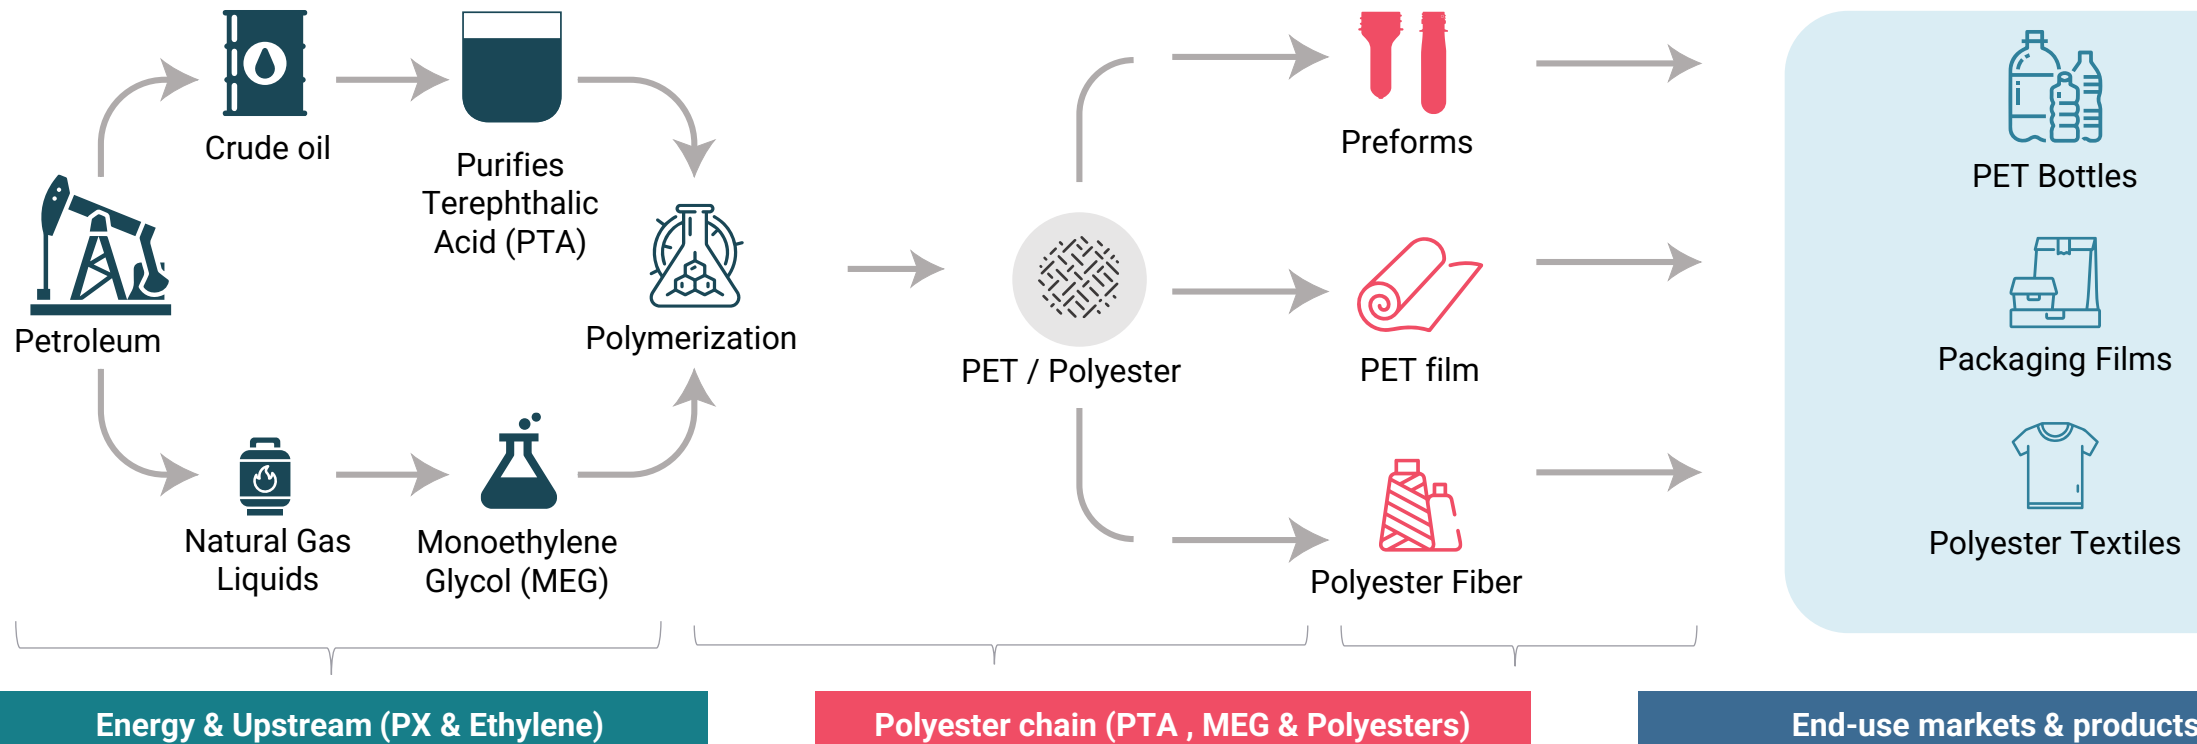 Crude oil
Purifies
Terephthalic
Acid (PTA)
Petroleum
Polymerization
Natural Gas
Liquids
Monoethylene
Glycol (MEG)
PET / Polyester
Preforms
PET film
Polyester Fiber
PET Bottles
Packaging Films
Polyester Textiles
Energy & Upstream (PX & Ethylene)
Polyester chain (PTA , MEG & Polyesters)
End-use markets & products